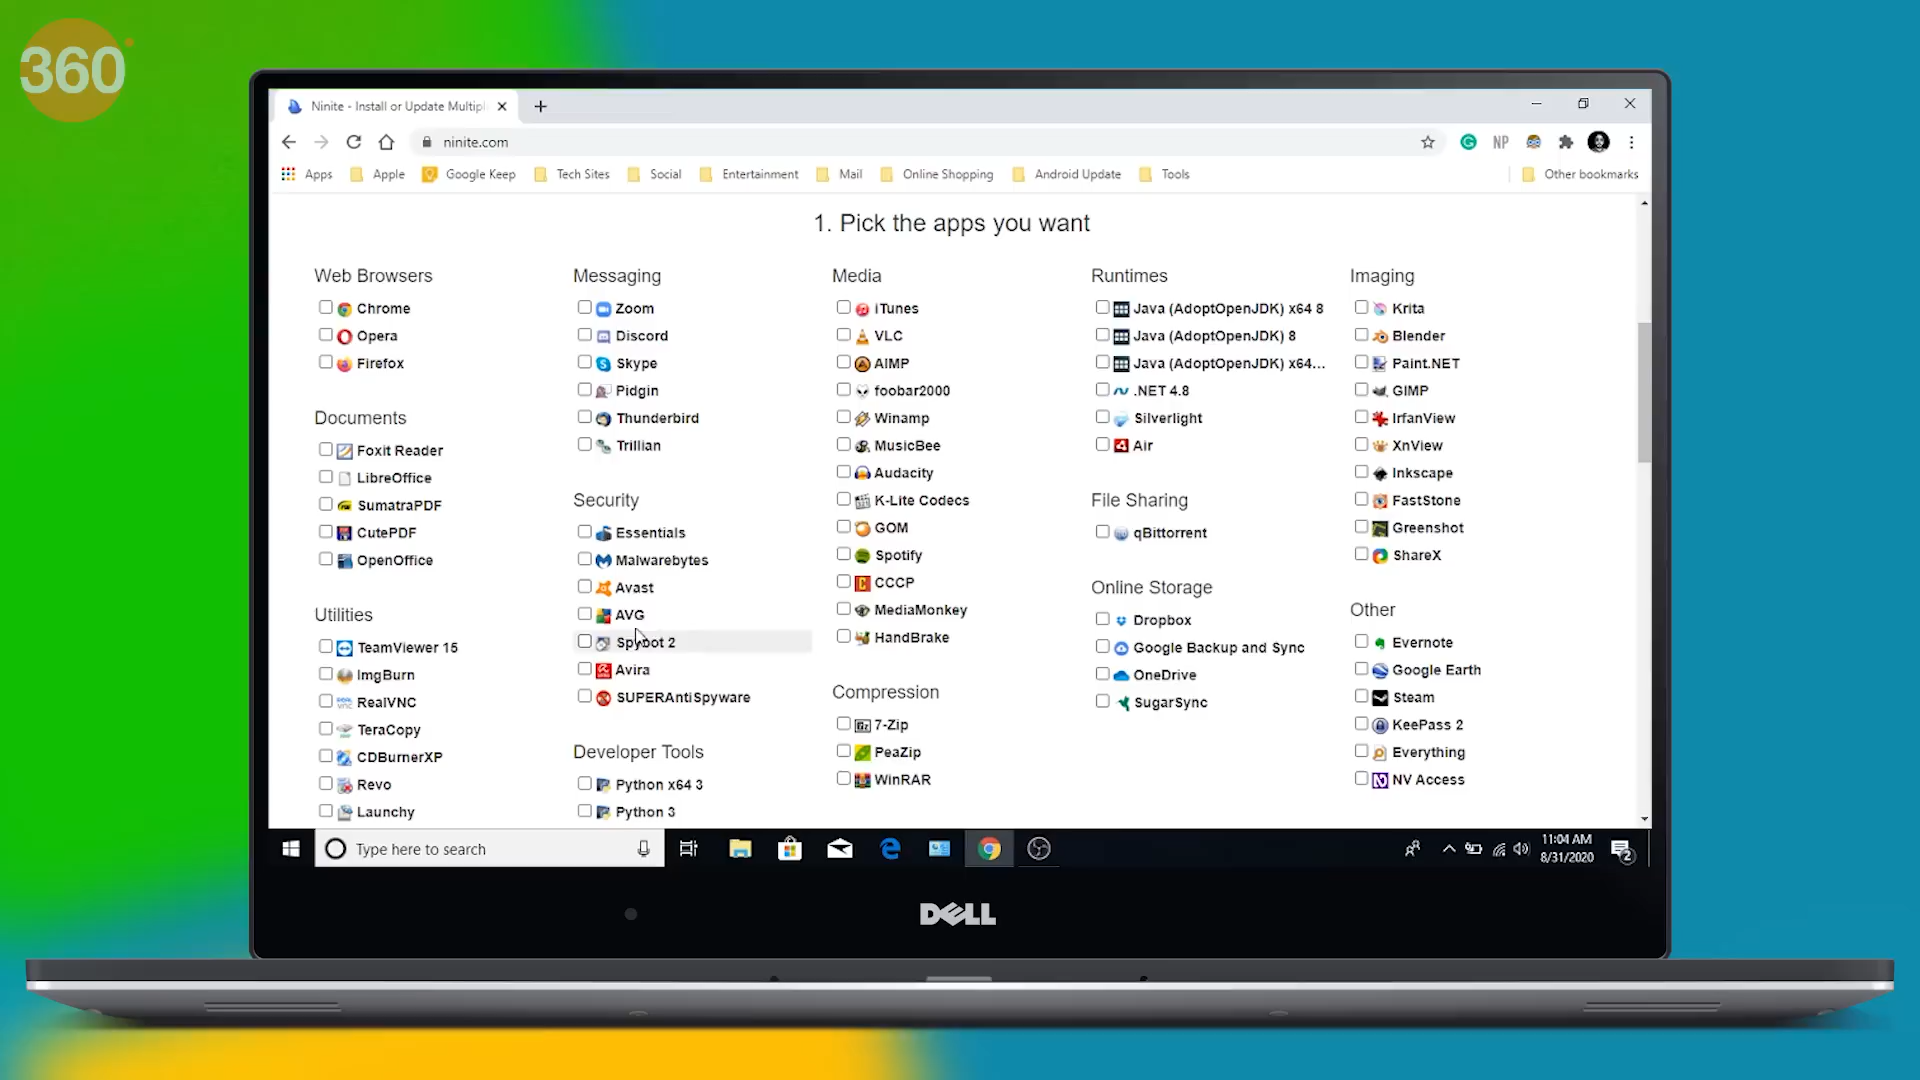 360
Ninite - Install or Update Multipl
ninite.com
NP
Apps
Apple
Google Keep
Tech Sites
Social
Entertainment
Mail
Online Shopping
Android Update
Tools
Other bookmarks
1. Pick the apps you want
Web Browsers
Chrome
Opera
Firefox
Documents
Foxit Reader
LibreOffice
SumatraPDF
CutePDF
OpenOffice
Utilities
TeamViewer 15
ImgBurn
RealVNC
TeraCopy
CDBurnerXP
Revo
Launchy
Messaging
Zoom
Discord
Skype
Pidgin
Thunderbird
Trillian
Security
Essentials
Malwarebytes
Avast
AVG
Spybot 2
Avira
SUPERAntiSpyware
Developer Tools
Python x64 3
Python 3
Media
iTunes
VLC
AIMP
foobar2000
Winamp
MusicBee
Audacity
K-Lite Codecs
GOM
Spotify
CCCP
MediaMonkey
HandBrake
Compression
7-Zip
PeaZip
WinRAR
Runtimes
Java (AdoptOpenJDK) x64 8
Java (AdoptOpenJDK) 8
Java (AdoptOpenJDK) x64...
.NET 4.8
Silverlight
Air
File Sharing
qBittorrent
Online Storage
Dropbox
Google Backup and Sync
OneDrive
SugarSync
Imaging
Krita
Blender
Paint.NET
GIMP
IrfanView
XnView
Inkscape
FastStone
Greenshot
ShareX
Other
Evernote
Google Earth
Steam
KeePass 2
Everything
NV Access
Type here to search
11:04 AM
8/31/2020
2
DELL